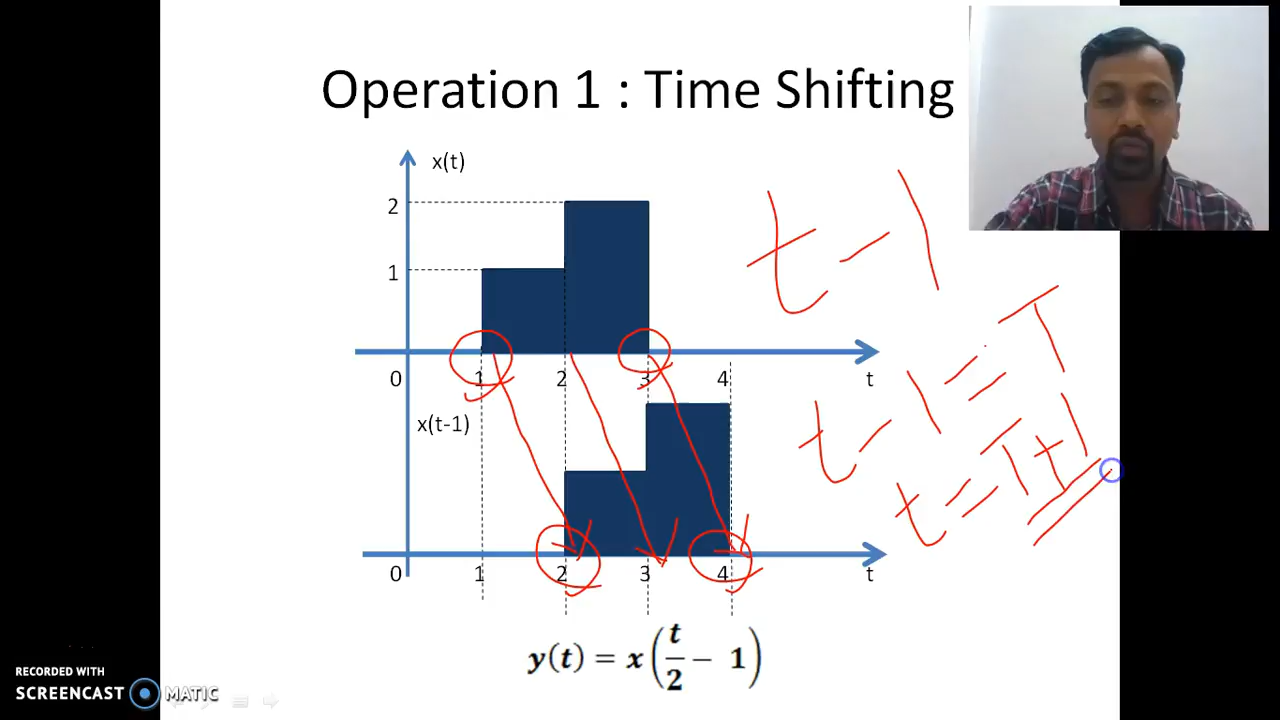 Operation 1 : Time Shifting
x(t)
2
1
0 1 2 3 4 t
t-1
t-1=T
t=T+1
x(t-1)
0 1 2 3 4 t
y(t) = x(t/2 - 1)
RECORDED WITH
SCREENCAST MATIC